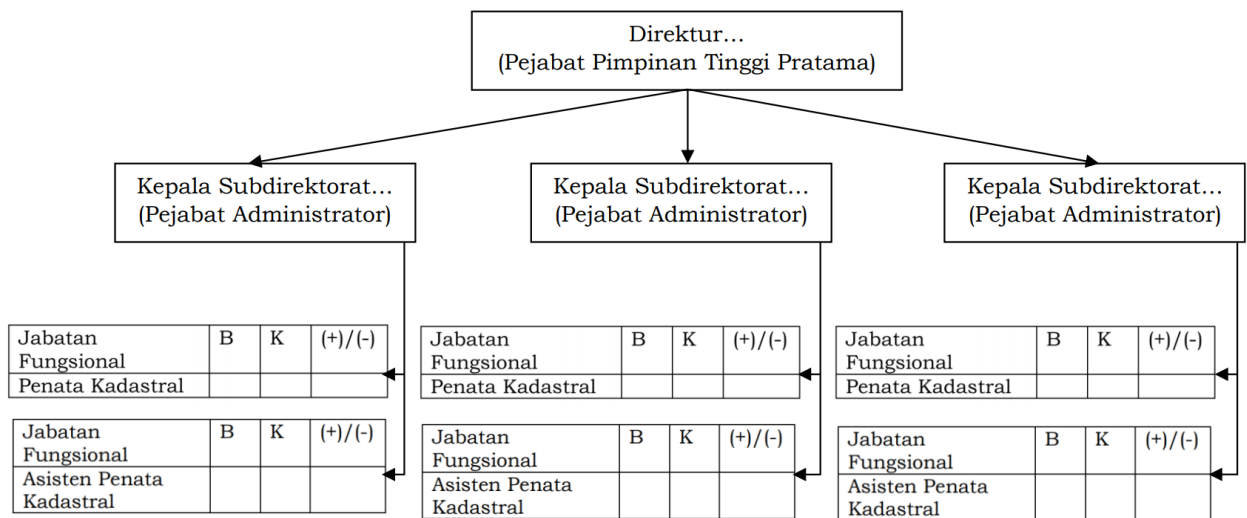 Direktur...
(Pejabat Pimpinan Tinggi Pratama)
Kepala Subdirektorat...
(Pejabat Administrator)
Kepala Subdirektorat...
(Pejabat Administrator)
Kepala Subdirektorat...
(Pejabat Administrator)
Jabatan Fungsional B K (+)/(-)
Penata Kadastral
Jabatan Fungsional B K (+)/(-)
Asisten Penata Kadastral
Jabatan Fungsional B K (+)/(-)
Penata Kadastral
Jabatan Fungsional B K (+)/(-)
Asisten Penata Kadastral
Jabatan Fungsional B K (+)/(-)
Penata Kadastral
Jabatan Fungsional B K (+)/(-)
Asisten Penata Kadastral